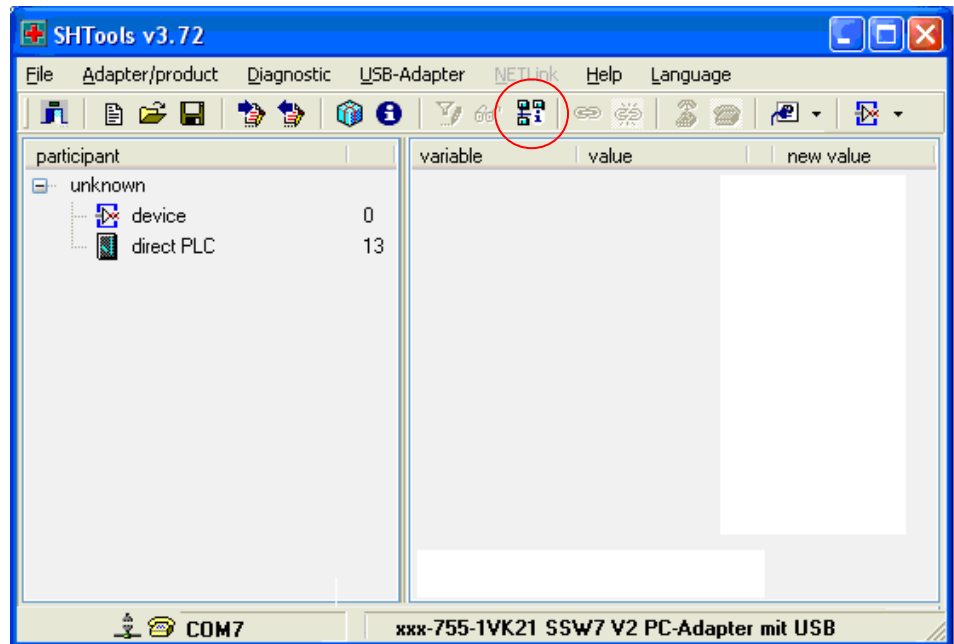 SHTools v3.72
File Adapter/product Diagnostic USB-Adapter NETLink Help Language
participant variable value new value
unknown
device 0
direct PLC 13
COM7 xxx-755-1VK21 SSW7 V2 PC-Adapter mit USB